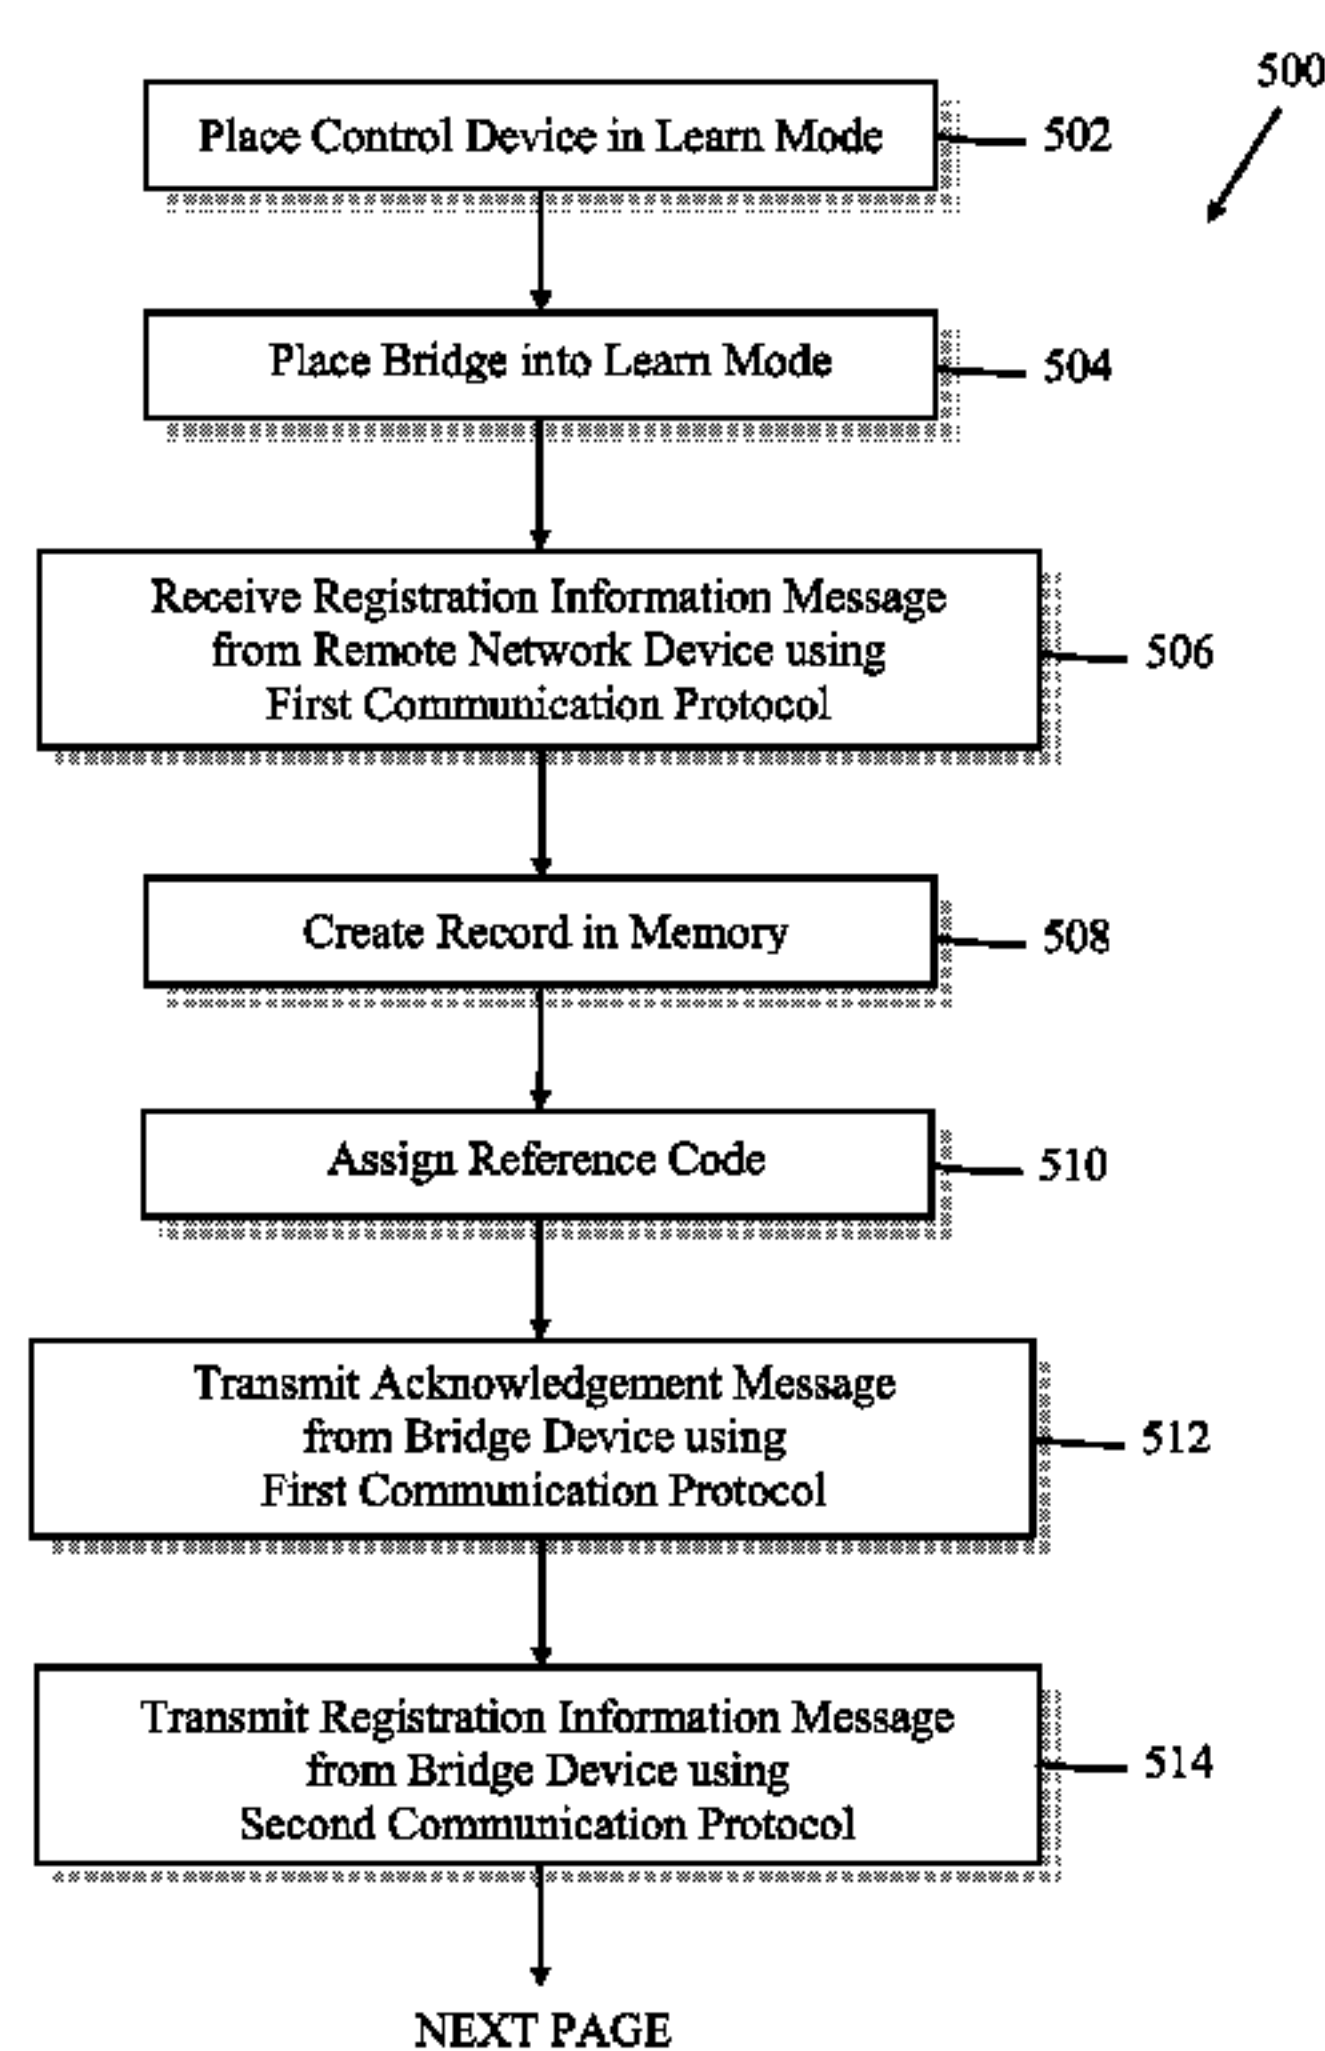 500
Place Control Device in Learn Mode
502
Place Bridge into Learn Mode
504
Receive Registration Information Message
from Remote Network Device using
First Communication Protocol
506
Create Record in Memory
508
Assign Reference Code
510
Transmit Acknowledgement Message
from Bridge Device using
First Communication Protocol
512
Transmit Registration Information Message
from Bridge Device using
Second Communication Protocol
514
NEXT PAGE